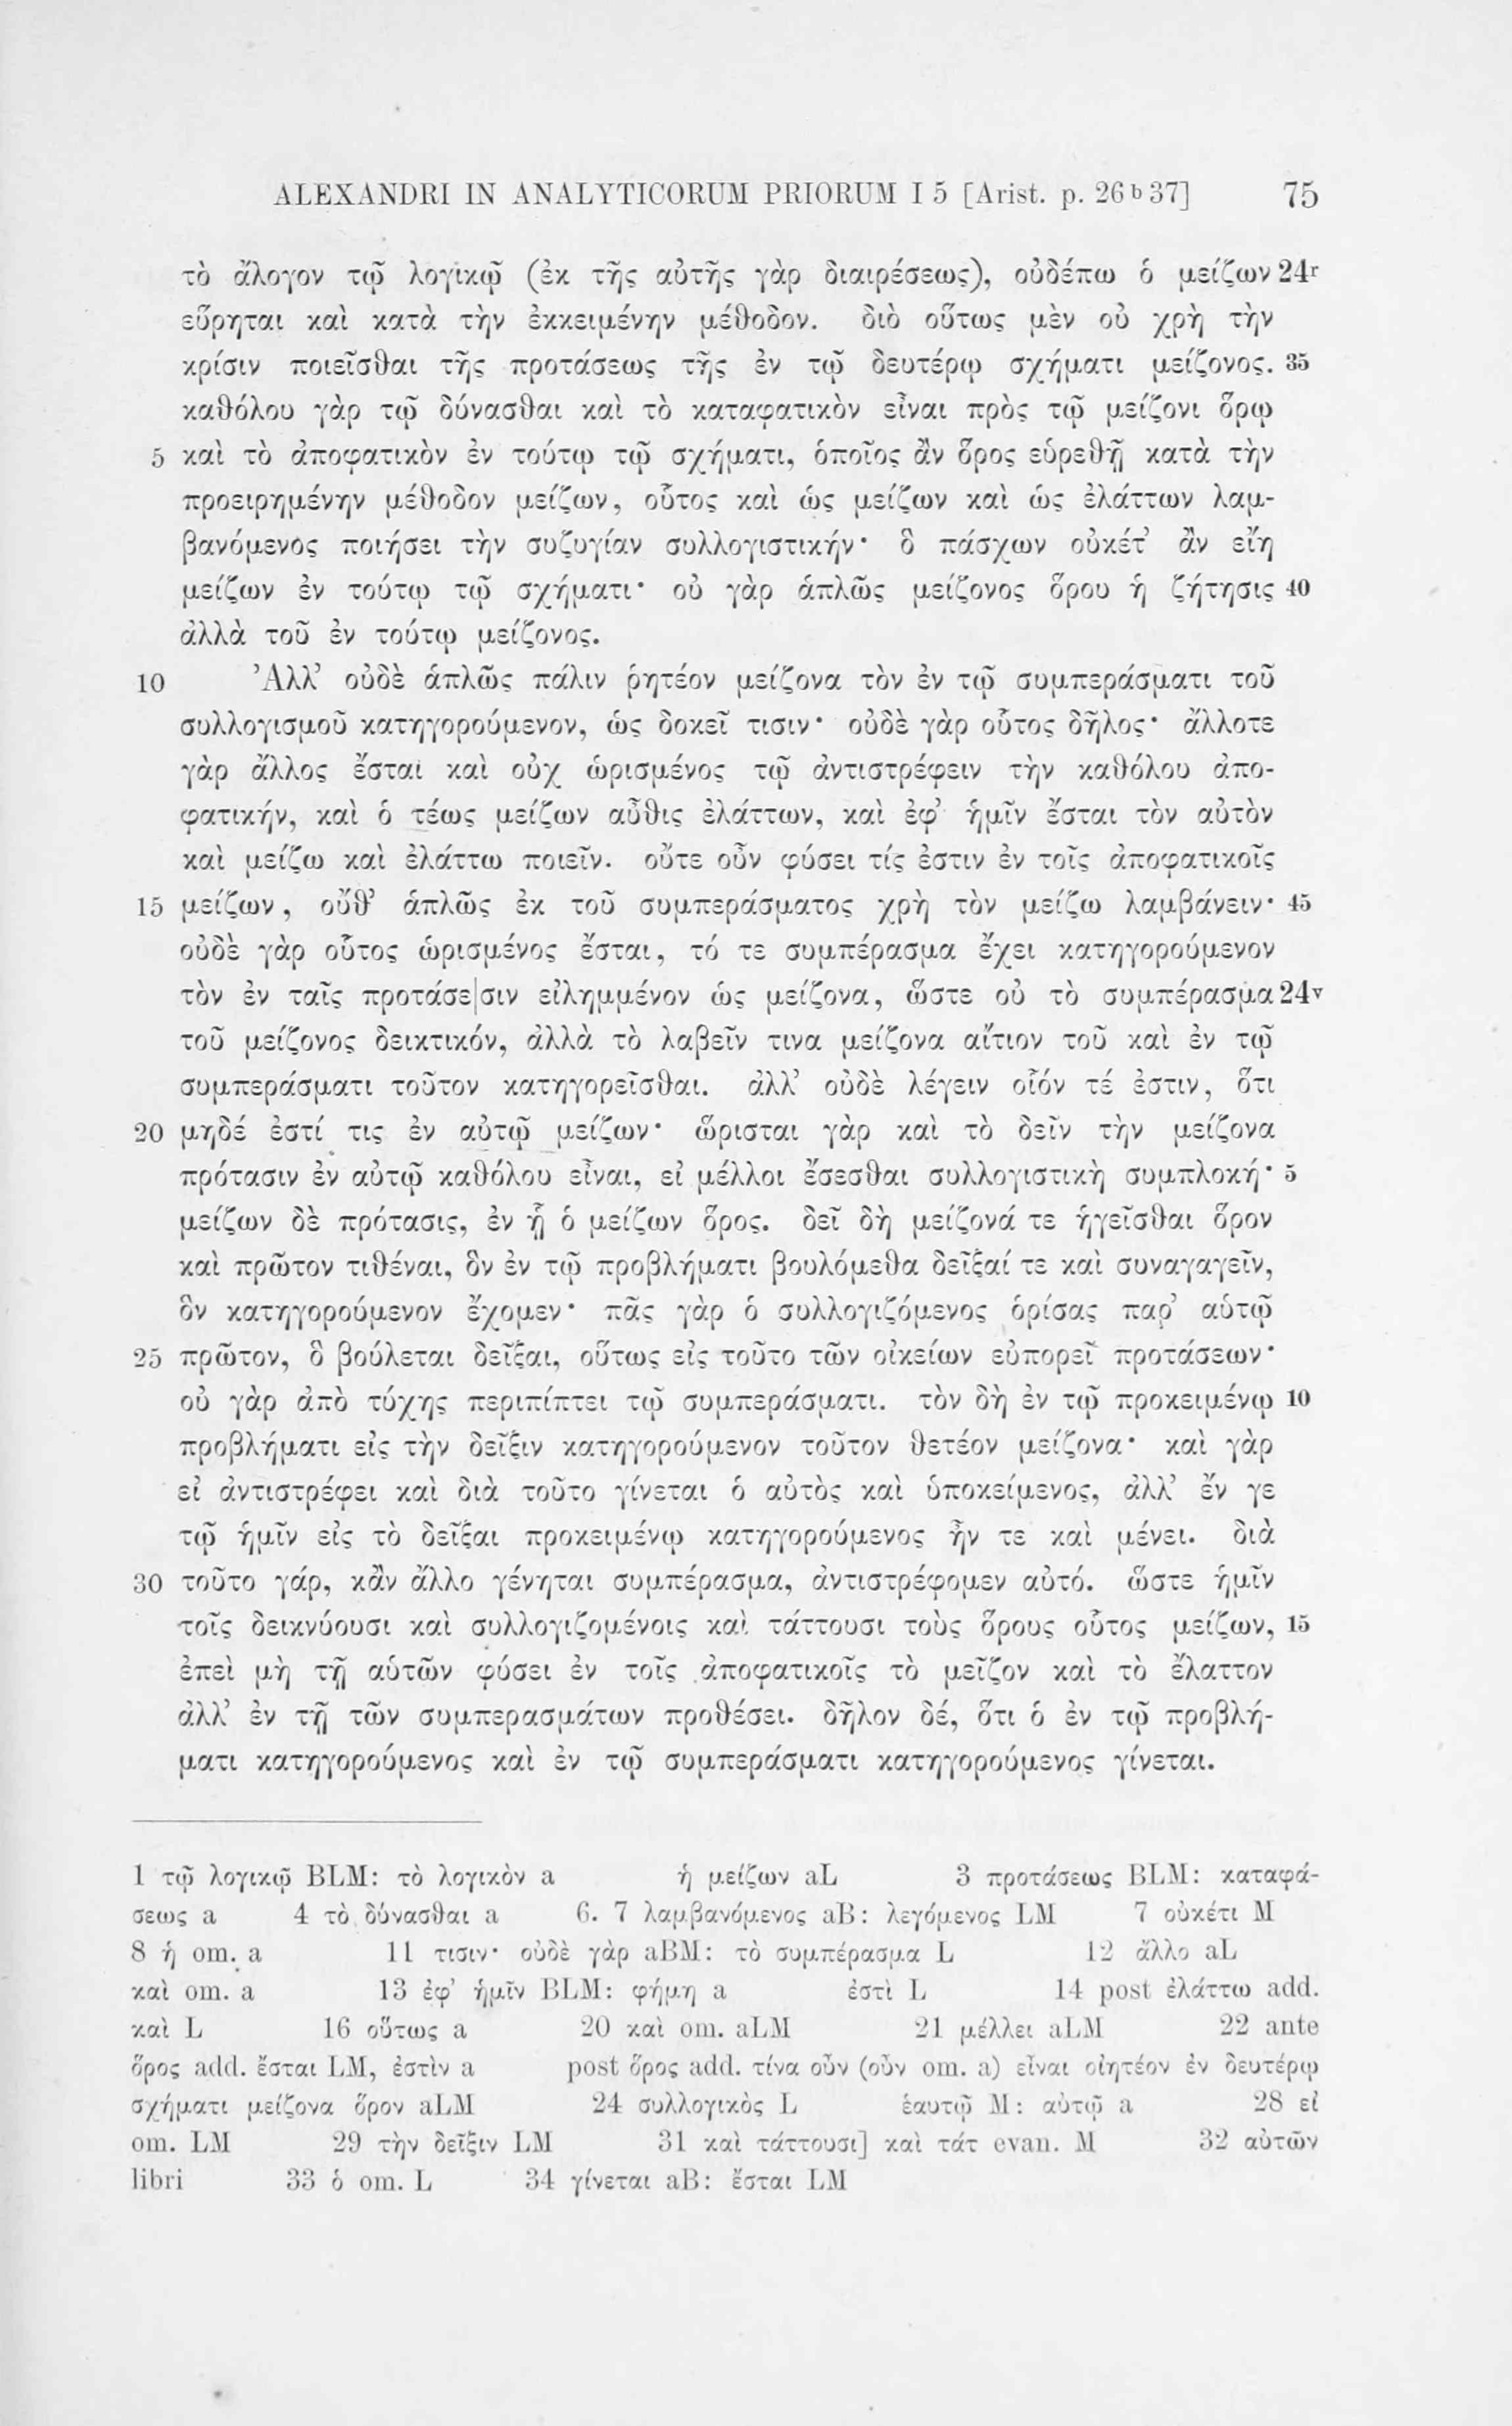 ALEXANDRI IN ANALYTICORUM PRIORUM I 5 [Arist. p. 26 b 37] 75
τὸ ἄλογον τῷ λογικῷ (ἐκ τῆς αὐτῆς γὰρ διαιρέσεως), οὐδέπω ὁ μείζων 24r
εὕρηται καὶ κατὰ τὴν ἐκκειμένην μέθοδον. διὸ οὕτως μὲν οὐ χρὴ τὴν
κρίσιν ποιεῖσθαι τῆς προτάσεως τῆς ἐν τῷ δευτέρῳ σχήματι μείζονος. 35
καθόλου γὰρ τῷ δύνασθαι καὶ τὸ καταφατικὸν εἶναι πρὸς τῷ μείζονι ὅρῳ
5 καὶ τὸ ἀποφατικὸν ἐν τούτῳ τῷ σχήματι, ὁποῖος ἂν ὅρος εὑρεθῇ κατὰ τὴν
προειρημένην μέθοδον μείζων, οὗτος καὶ ὡς μείζων καὶ ὡς ἐλάττων λαμ-
βανόμενος ποιήσει τὴν συζυγίαν συλλογιστικήν· ὃ πάσχων οὐκέτ’ ἂν εἴη
μείζων ἐν τούτῳ τῷ σχήματι· οὐ γὰρ ἁπλῶς μείζονος ὅρου ἡ ζήτησις 40
ἀλλὰ τοῦ ἐν τούτῳ μείζονος.
10 Ἀλλ’ οὐδὲ ἁπλῶς πάλιν ῥητέον μείζονα τὸν ἐν τῷ συμπεράσματι τοῦ
συλλογισμοῦ κατηγορούμενον, ὡς δοκεῖ τισιν· οὐδὲ γὰρ οὗτος δῆλος· ἄλλοτε
γὰρ ἄλλος ἔσται καὶ οὐχ ὡρισμένος τῷ ἀντιστρέφειν τὴν καθόλου ἀπο-
φατικήν, καὶ ὁ τέως μείζων αὖθις ἐλάττων, καὶ ἐφ’ ἡμῖν ἔσται τὸν αὐτὸν
καὶ μείζω καὶ ἐλάττω ποιεῖν. οὔτε οὖν φύσει τίς ἐστιν ἐν τοῖς ἀποφατικοῖς
15 μείζων, οὔθ’ ἁπλῶς ἐκ τοῦ συμπεράσματος χρὴ τὸν μείζω λαμβάνειν· 45
οὐδὲ γὰρ οὗτος ὡρισμένος ἔσται, τό τε συμπέρασμα ἔχει κατηγορούμενον
τὸν ἐν ταῖς προτάσε|σιν εἰλημμένον ὡς μείζονα, ὥστε οὐ τὸ συμπέρασμα 24v
τοῦ μείζονος δεικτικόν, ἀλλὰ τὸ λαβεῖν τινα μείζονα αἴτιον τοῦ καὶ ἐν τῷ
συμπεράσματι τοῦτον κατηγορεῖσθαι. ἀλλ’ οὐδὲ λέγειν οἷόν τέ ἐστιν, ὅτι
20 μηδέ ἐστί τις ἐν αὐτῷ μείζων· ὥρισται γὰρ καὶ τὸ δεῖν τὴν μείζονα
πρότασιν ἐν αὐτῷ καθόλου εἶναι, εἰ μέλλοι ἔσεσθαι συλλογιστικὴ συμπλοκή· 5
μείζων δὲ πρότασις, ἐν ᾗ ὁ μείζων ὅρος. δεῖ δὴ μείζονά τε ἡγεῖσθαι ὅρον
καὶ πρῶτον τιθέναι, ὃν ἐν τῷ προβλήματι βουλόμεθα δεῖξαί τε καὶ συναγαγεῖν,
ὃν κατηγορούμενον ἔχομεν· πᾶς γὰρ ὁ συλλογιζόμενος ὁρίσας παρ’ αὑτῷ
25 πρῶτον, ὃ βούλεται δεῖξαι, οὕτως εἰς τοῦτο τῶν οἰκείων εὐπορεῖ προτάσεων·
οὐ γὰρ ἀπὸ τύχης περιπίπτει τῷ συμπεράσματι. τὸν δὴ ἐν τῷ προκειμένῳ 10
προβλήματι εἰς τὴν δεῖξιν κατηγορούμενον τοῦτον θετέον μείζονα· καὶ γὰρ
εἰ ἀντιστρέφει καὶ διὰ τοῦτο γίνεται ὁ αὐτὸς καὶ ὑποκείμενος, ἀλλ’ ἔν γε
τῷ ἡμῖν εἰς τὸ δεῖξαι προκειμένῳ κατηγορούμενος ἦν τε καὶ μένει. διὰ
30 τοῦτο γάρ, κἂν ἄλλο γένηται συμπέρασμα, ἀντιστρέφομεν αὐτό. ὥστε ἡμῖν
τοῖς δεικνύουσι καὶ συλλογιζομένοις καὶ τάττουσι τοὺς ὅρους οὗτος μείζων, 15
ἐπεὶ μὴ τῇ αὑτῶν φύσει ἐν τοῖς ἀποφατικοῖς τὸ μεῖζον καὶ τὸ ἔλαττον
ἀλλ’ ἐν τῇ τῶν συμπερασμάτων προθέσει. δῆλον δέ, ὅτι ὁ ἐν τῷ προβλή-
ματι κατηγορούμενος καὶ ἐν τῷ συμπεράσματι κατηγορούμενος γίνεται.
1 τῷ λογικῷ BLM: τὸ λογικὸν a ἡ μείζων aL 3 προτάσεως BLM: καταφά-
σεως a 4 τὸ δύνασθαι a 6. 7 λαμβανόμενος aB: λεγόμενος LM 7 οὐκέτι M
8 ἡ om. a 11 τισιν· οὐδὲ γὰρ aBM: τὸ συμπέρασμα L 12 ἄλλο aL
καὶ om. a 13 ἐφ’ ἡμῖν BLM: φήμη a ἐστὶ L 14 post ἐλάττω add.
καὶ L 16 οὕτως a 20 καὶ om. aLM 21 μέλλει aLM 22 ante
ὅρος add. ἔσται LM, ἐστὶν a post ὅρος add. τίνα οὖν (οὖν om. a) εἶναι οἰητέον ἐν δευτέρῳ
σχήματι μείζονα ὅρον aLM 24 συλλογικὸς L ἑαυτῷ M: αὐτῷ a 28 εἰ
om. LM 29 τὴν δεῖξιν LM 31 καὶ τάττουσι] καὶ τάτ evan. M 32 αὐτῶν
libri 33 ὁ om. L 34 γίνεται aB: ἔσται LM